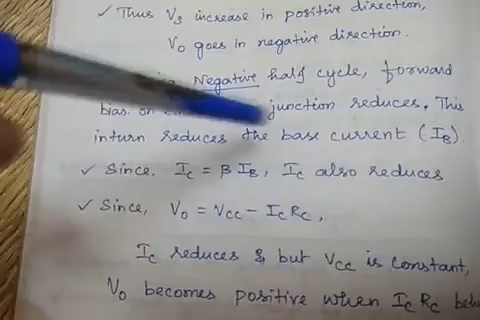 ✓ Thus Vs increase in positive direction,
Vo goes in negative direction.
Negative half cycle, forward
bias on junction reduces. This
inturn reduces the base current (IB).
✓ Since, Ic = β IB, Ic also reduces
✓ Since, Vo = Vcc - Ic Rc,
Ic reduces & but Vcc is constant,
Vo becomes positive when Ic Rc